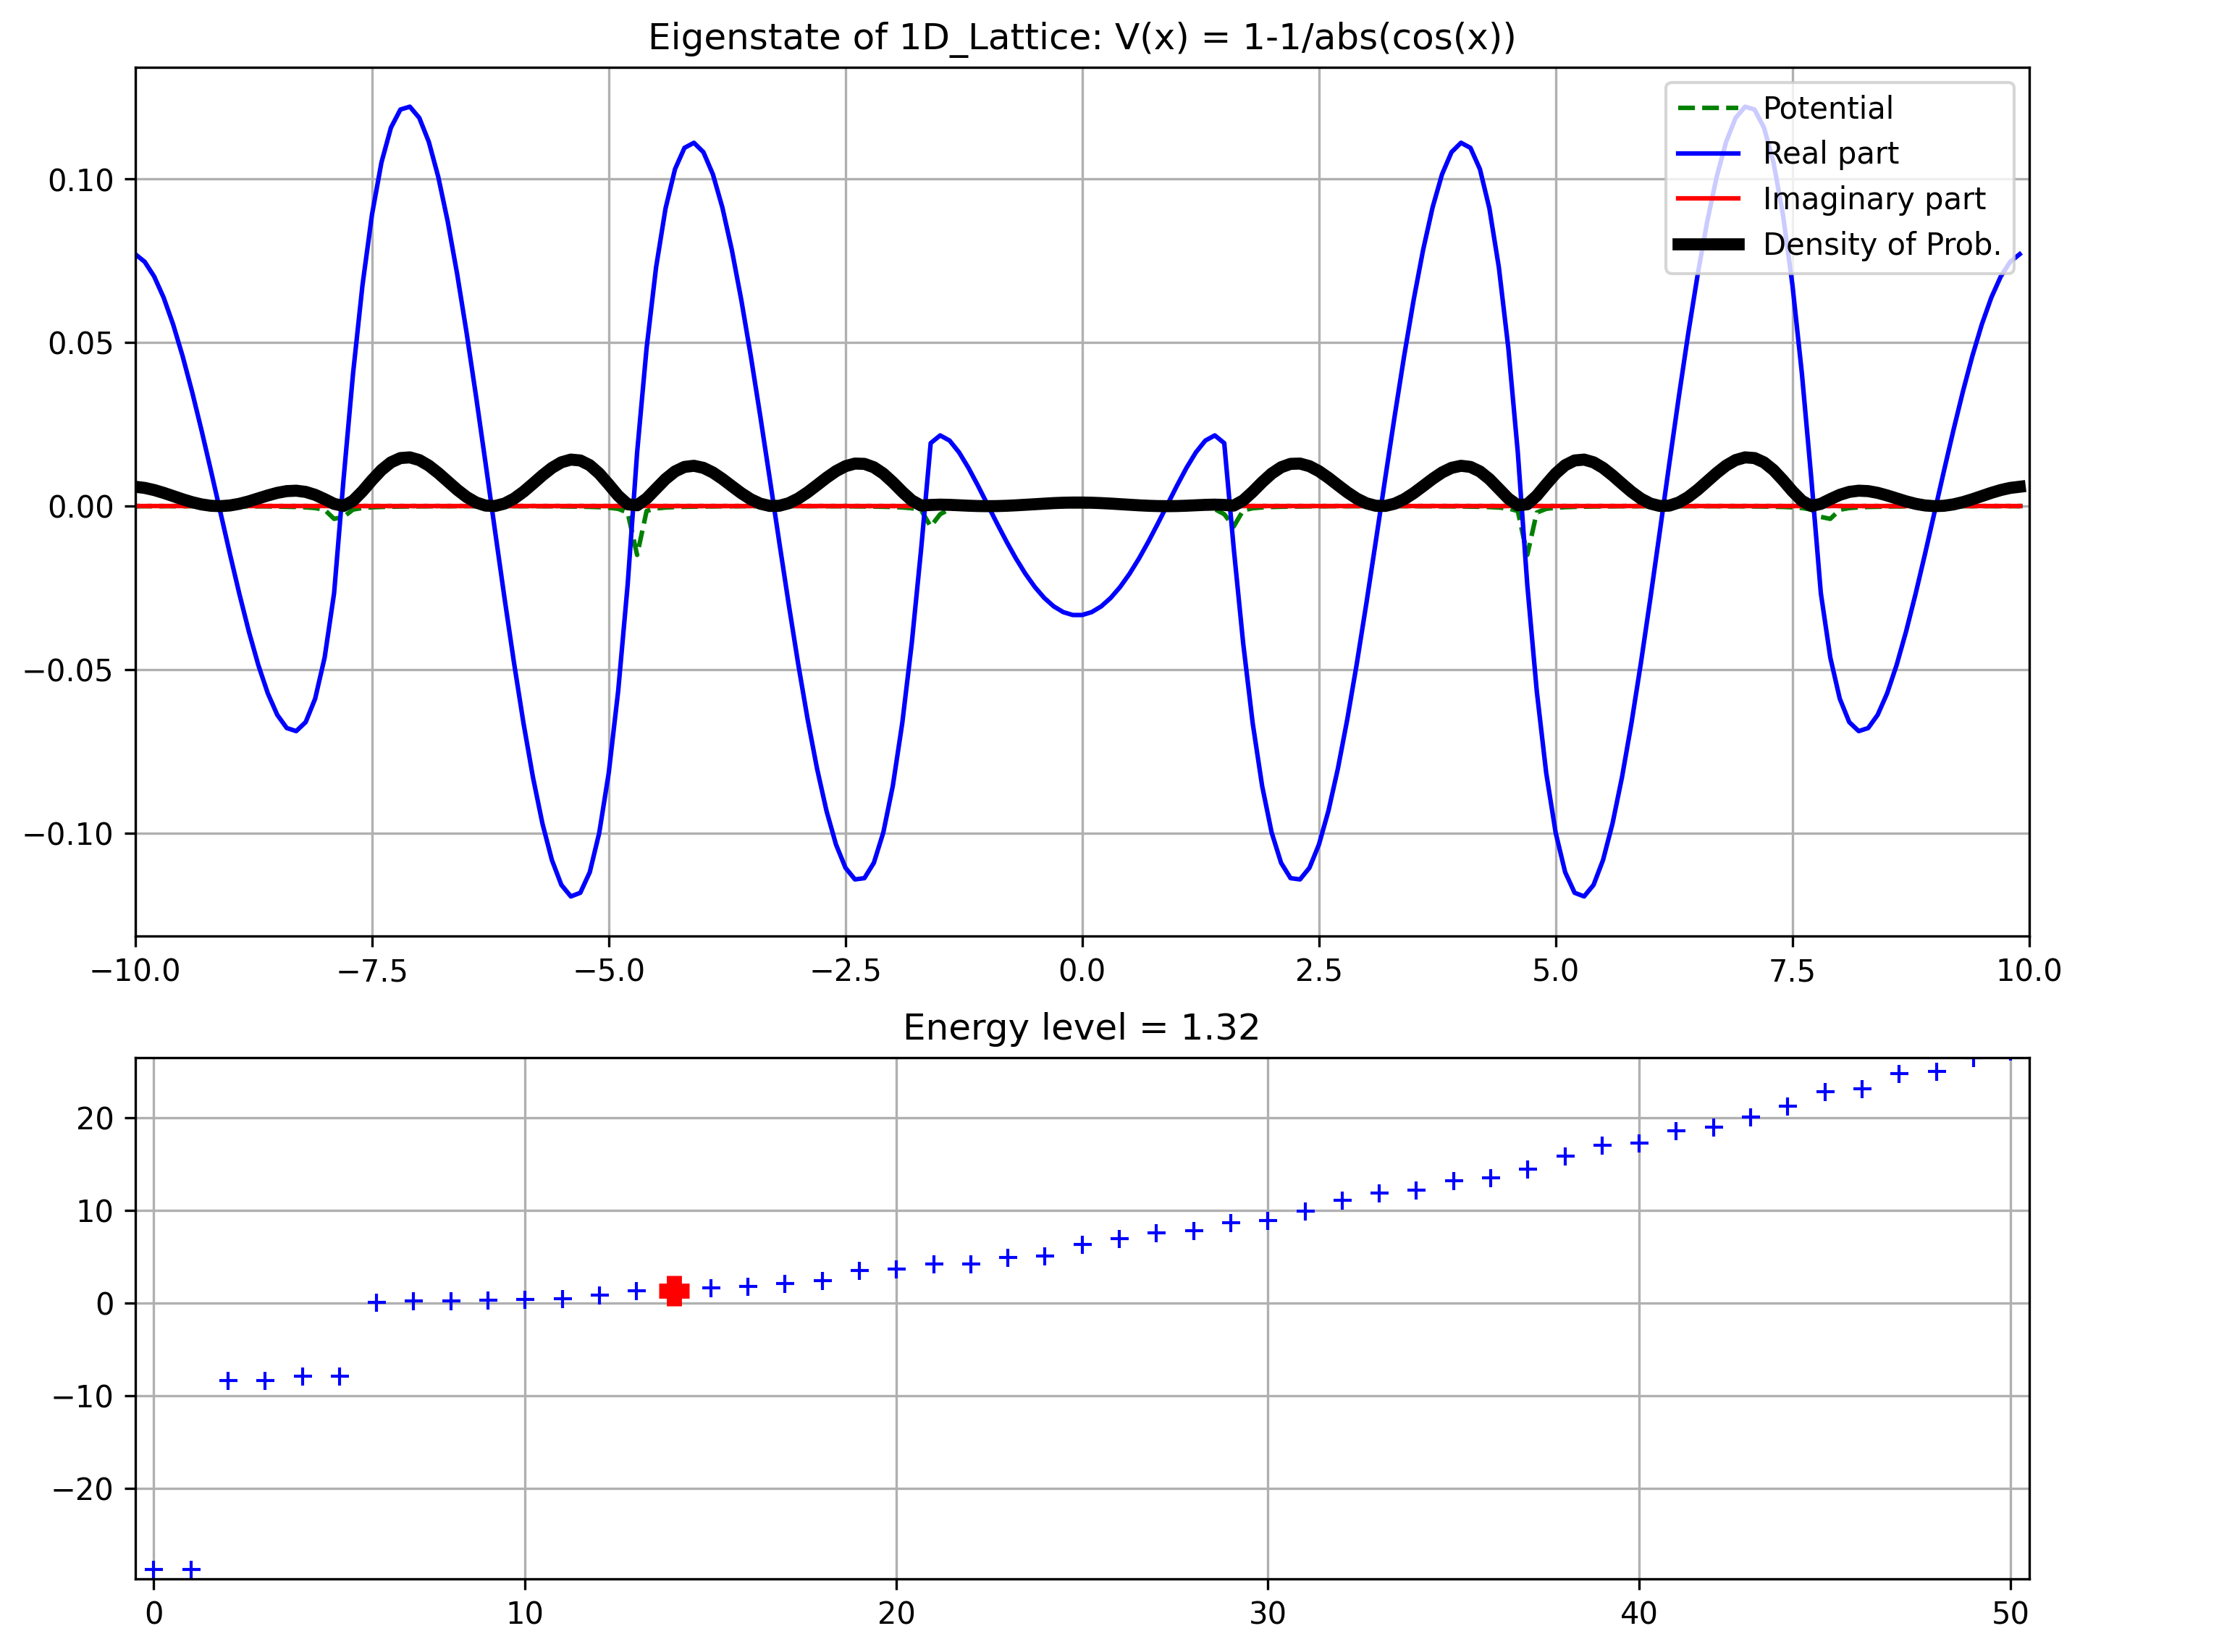 Eigenstate of 1D_Lattice: V(x) = 1-1/abs(cos(x))
Potential
Real part
Imaginary part
Density of Prob.
0.10
0.05
0.00
−0.05
−0.10
−10.0 −7.5 −5.0 −2.5 0.0 2.5 5.0 7.5 10.0
Energy level = 1.32
20
10
0
−10
−20
0 10 20 30 40 50